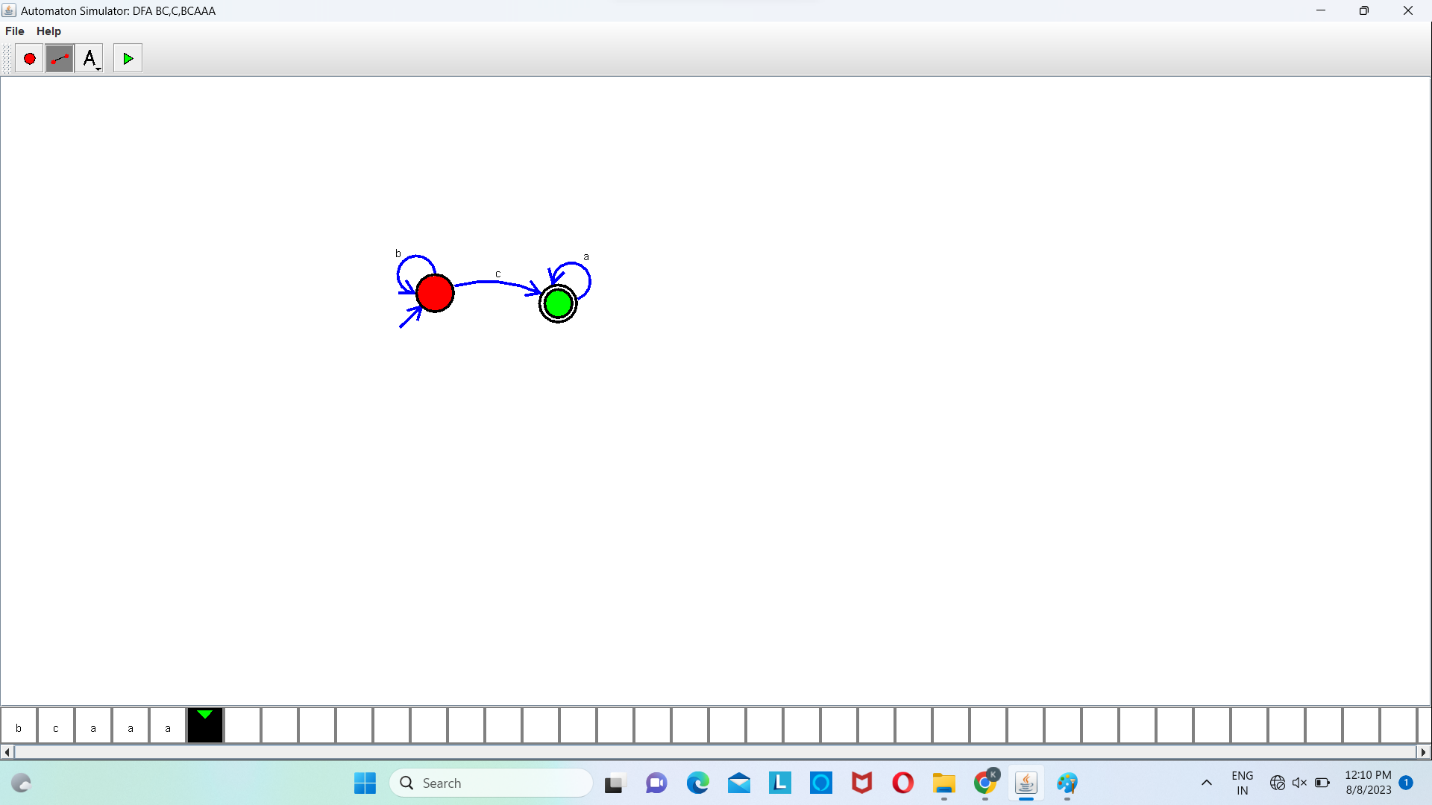 Automaton Simulator: DFA BC,C,BCAAA
File Help
A
b
a
c
b c a a a
Search
K
L
ENG
IN
12:10 PM
8/8/2023
1